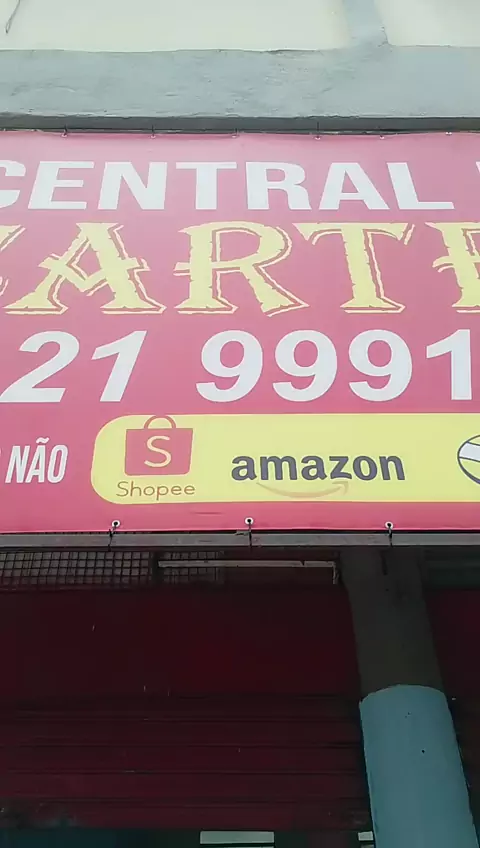 CENTRAL
ARTE
21 9991
NÃO
S
Shopee
amazon